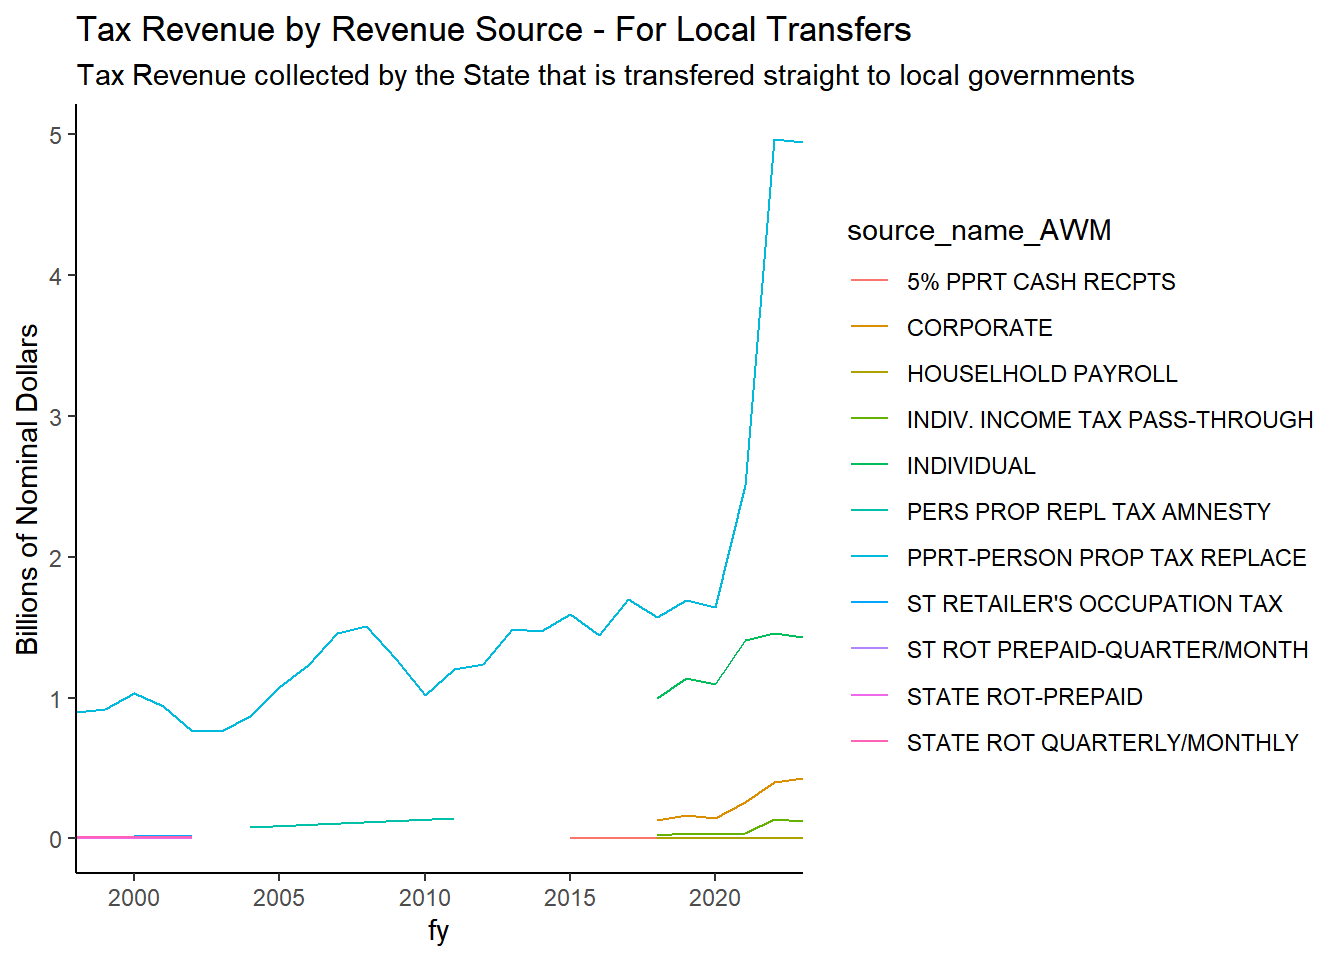 Tax Revenue by Revenue Source - For Local Transfers
Tax Revenue collected by the State that is transfered straight to local governments
5
4
3
2
1
0
Billions of Nominal Dollars
2000 2005 2010 2015 2020
fy
source_name_AWM
5% PPRT CASH RECPTS
CORPORATE
HOUSELHOLD PAYROLL
INDIV. INCOME TAX PASS-THROUGH
INDIVIDUAL
PERS PROP REPL TAX AMNESTY
PPRT-PERSON PROP TAX REPLACE
ST RETAILER'S OCCUPATION TAX
ST ROT PREPAID-QUARTER/MONTH
STATE ROT-PREPAID
STATE ROT QUARTERLY/MONTHLY